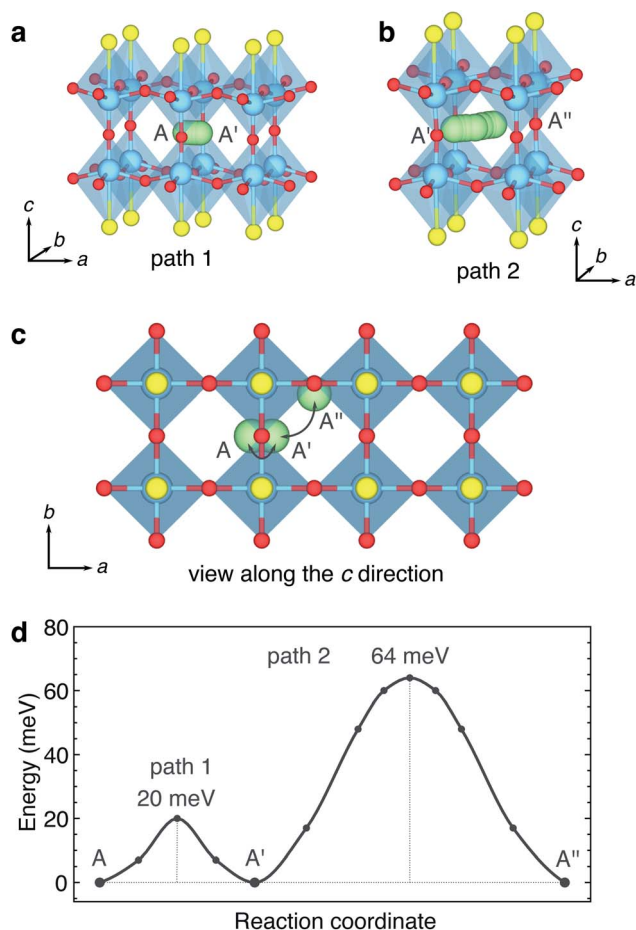 a
A A'
c
b
a
path 1
b
A' A"
c
b
a
path 2
c
A"
A A'
b
a
view along the c direction
d
80
60
40
20
0
Energy (meV)
path 2 64 meV
path 1
20 meV
A A' A"
Reaction coordinate